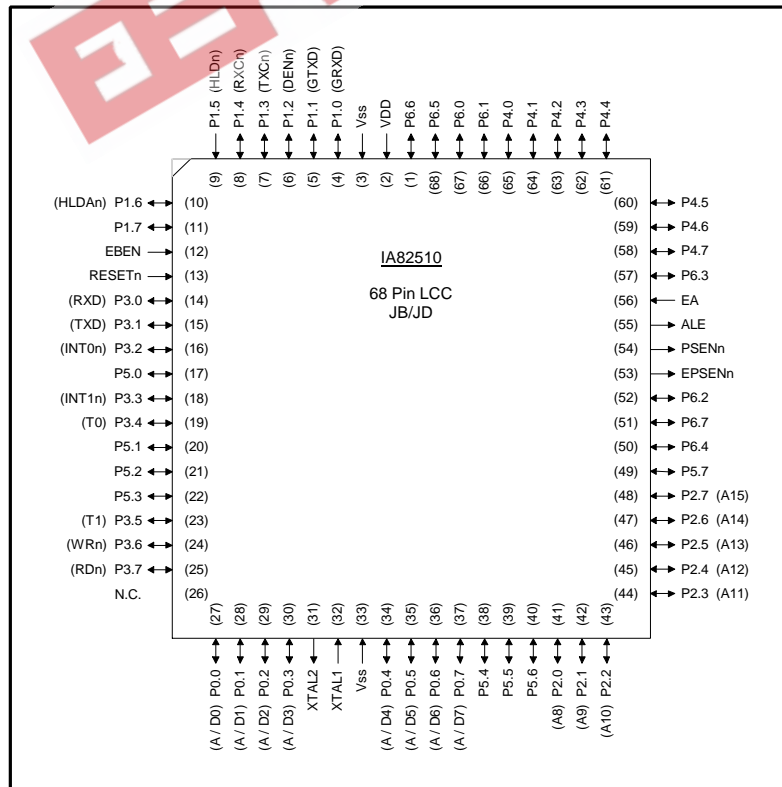 P1.5 (HLDn)
P1.4 (RXCn)
P1.3 (TXCn)
P1.2 (DENn)
P1.1 (GTXD)
P1.0 (GRXD)
Vss
VDD
P6.6
P6.5
P6.0
P6.1
P4.0
P4.1
P4.2
P4.3
P4.4
(9) (8) (7) (6) (5) (4) (3) (2) (1) (68) (67) (66) (65) (64) (63) (62) (61)
(HLDAn) P1.6 (10)
P1.7 (11)
EBEN (12)
RESETn (13)
(RXD) P3.0 (14)
(TXD) P3.1 (15)
(INT0n) P3.2 (16)
P5.0 (17)
(INT1n) P3.3 (18)
(T0) P3.4 (19)
P5.1 (20)
P5.2 (21)
P5.3 (22)
(T1) P3.5 (23)
(WRn) P3.6 (24)
(RDn) P3.7 (25)
N.C. (26)
IA82510
68 Pin LCC
JB/JD
(60) P4.5
(59) P4.6
(58) P4.7
(57) P6.3
(56) EA
(55) ALE
(54) PSENn
(53) EPSENn
(52) P6.2
(51) P6.7
(50) P6.4
(49) P5.7
(48) P2.7 (A15)
(47) P2.6 (A14)
(46) P2.5 (A13)
(45) P2.4 (A12)
(44) P2.3 (A11)
(27) (28) (29) (30) (31) (32) (33) (34) (35) (36) (37) (38) (39) (40) (41) (42) (43)
(A / D0) P0.0
(A / D1) P0.1
(A / D2) P0.2
(A / D3) P0.3
XTAL2
XTAL1
Vss
(A / D4) P0.4
(A / D5) P0.5
(A / D6) P0.6
(A / D7) P0.7
P5.4
P5.5
P5.6
(A8) P2.0
(A9) P2.1
(A10) P2.2